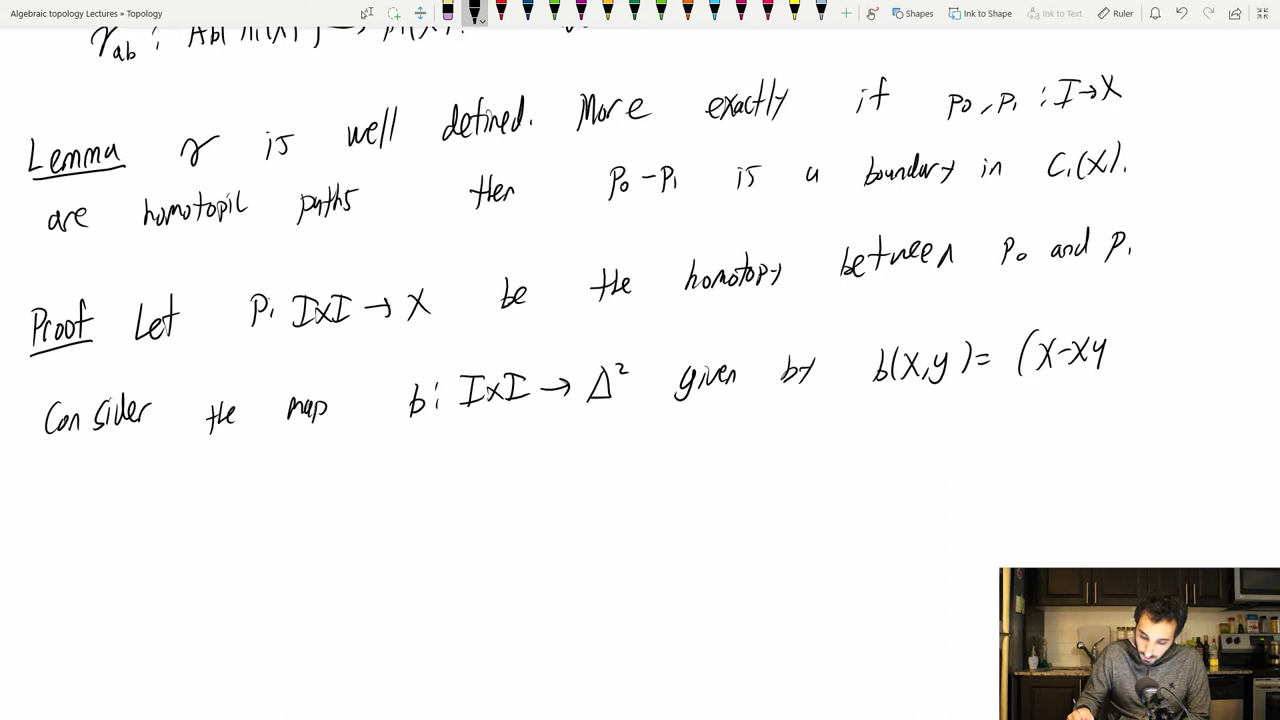 Algebraic topology Lectures » Topology
Shapes
Ink to Shape
Ink to Text
Ruler
γab : Ab(
Lemma γ is well defined. More exactly if p0, p1 : I→X
are homotopic paths then p0 - p1 is a boundary in C1(X).
Proof Let P: I×I → X be the homotopy between p0 and p1
Consider the map b: I×I → Δ² given by b(x,y) = (x-xy